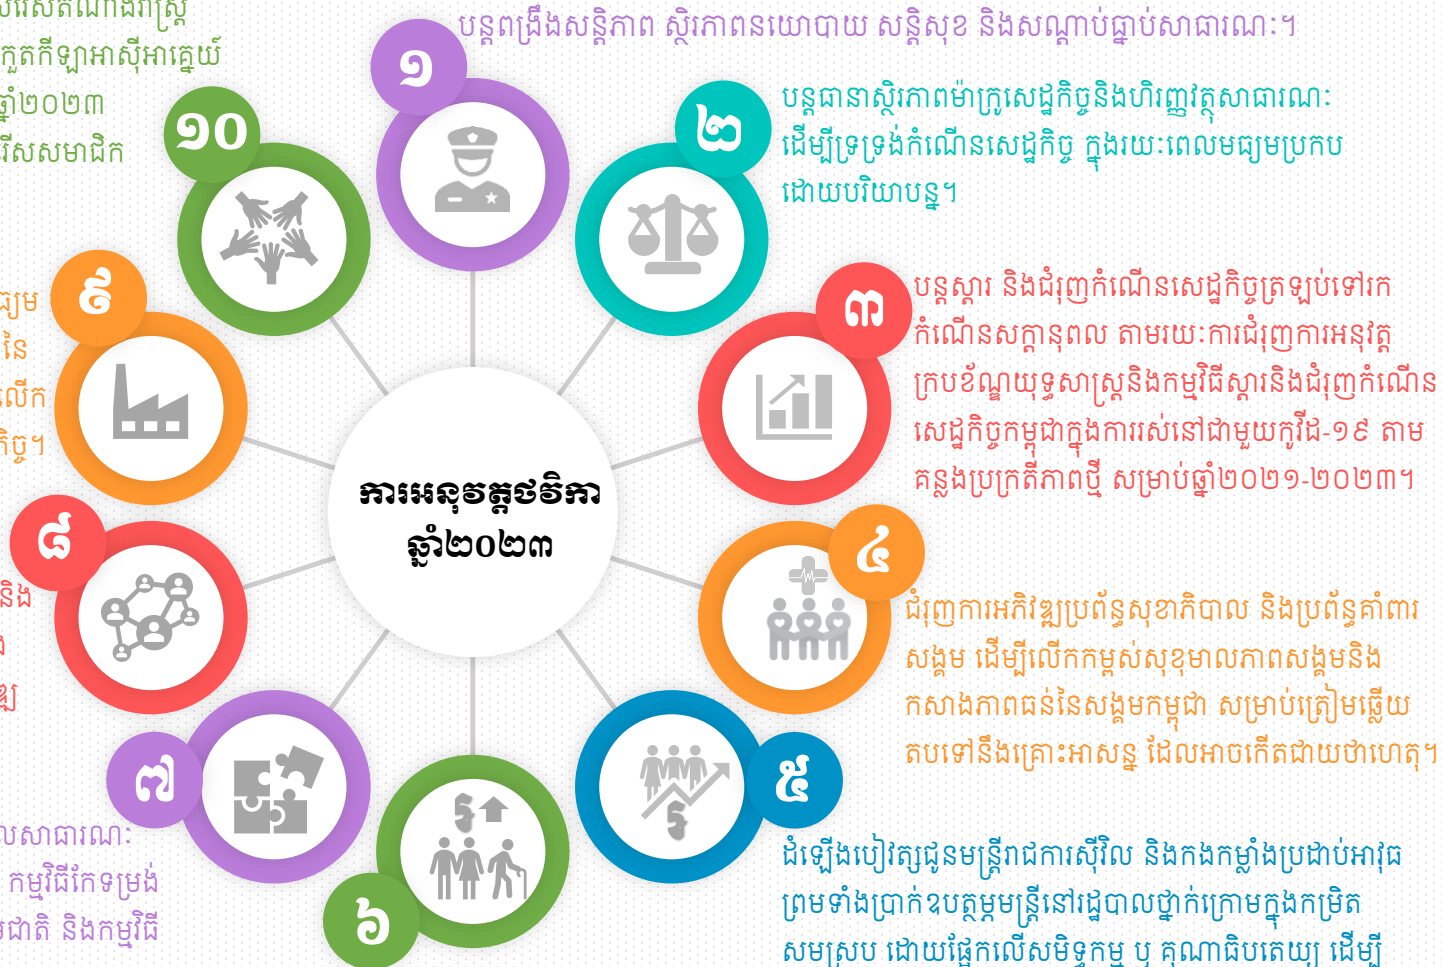 បន្តពង្រឹងសន្តិភាព ស្ថិរភាពនយោបាយ សន្តិសុខ និងសណ្តាប់ធ្នាប់សាធារណៈ។
១
បន្តធានាស្ថិរភាពម៉ាក្រូសេដ្ឋកិច្ចនិងហិរញ្ញវត្ថុសាធារណៈ
ដើម្បីទ្រទ្រង់កំណើនសេដ្ឋកិច្ច ក្នុងរយៈពេលមធ្យមប្រកប
ដោយបរិយាបន្ន។
២
បន្តស្តារ និងជំរុញកំណើនសេដ្ឋកិច្ចត្រឡប់ទៅរក
កំណើនសក្តានុពល តាមរយៈការជំរុញការអនុវត្ត
ក្របខ័ណ្ឌយុទ្ធសាស្ត្រនិងកម្មវិធីស្តារនិងជំរុញកំណើន
សេដ្ឋកិច្ចកម្ពុជាក្នុងការរស់នៅជាមួយកូវីដ-១៩ តាម
គន្លងប្រក្រតីភាពថ្មី សម្រាប់ឆ្នាំ២០២១-២០២៣។
៣
៤
ជំរុញការអភិវឌ្ឍប្រព័ន្ធសុខាភិបាល និងប្រព័ន្ធគាំពារ
សង្គម ដើម្បីលើកកម្ពស់សុខុមាលភាពសង្គមនិង
កសាងភាពធន់នៃសង្គមកម្ពុជា សម្រាប់ត្រៀមឆ្លើយ
តបទៅនឹងគ្រោះអាសន្ន ដែលអាចកើតជាយថាហេតុ។
៥
ដំឡើងបៀវត្សជូនមន្ត្រីរាជការស៊ីវិល និងកងកម្លាំងប្រដាប់អាវុធ
ព្រមទាំងប្រាក់ឧបត្ថម្ភមន្ត្រីនៅរដ្ឋបាលថ្នាក់ក្រោមក្នុងកម្រិត
សមស្រប ដោយផ្អែកលើសមិទ្ធកម្ម ឬ គុណាធិបតេយ្យ ដើម្បី
៦
៧
សាធារណៈ
កម្មវិធីកែទម្រង់
និងកម្មវិធី
៨
និង
៩
នៃ
លើក
១០
កីឡាអាស៊ីអាគ្នេយ៍
ឆ្នាំ២០២៣
សមាជិក
ការអនុវត្តថវិកា
ឆ្នាំ២០២៣